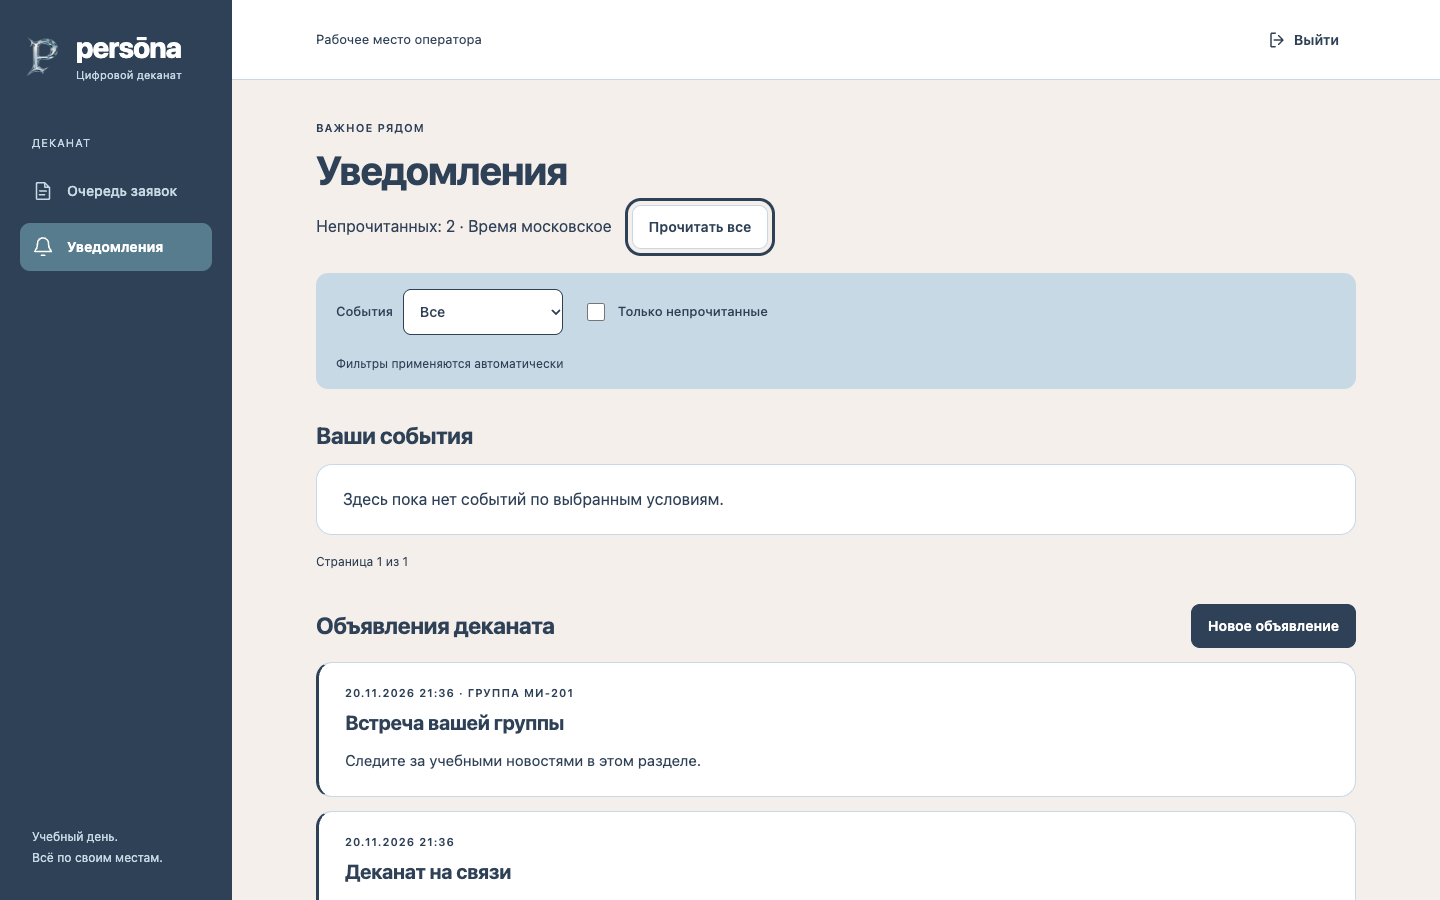 persōna
Цифровой деканат
ДЕКАНАТ
Очередь заявок
Уведомления
Учебный день.
Всё по своим местам.
Рабочее место оператора
Выйти
ВАЖНОЕ РЯДОМ
Уведомления
Непрочитанных: 2 · Время московское
Прочитать все
События
Все
Только непрочитанные
Фильтры применяются автоматически
Ваши события
Здесь пока нет событий по выбранным условиям.
Страница 1 из 1
Объявления деканата
Новое объявление
20.11.2026 21:36 · ГРУППА МИ-201
Встреча вашей группы
Следите за учебными новостями в этом разделе.
20.11.2026 21:36
Деканат на связи